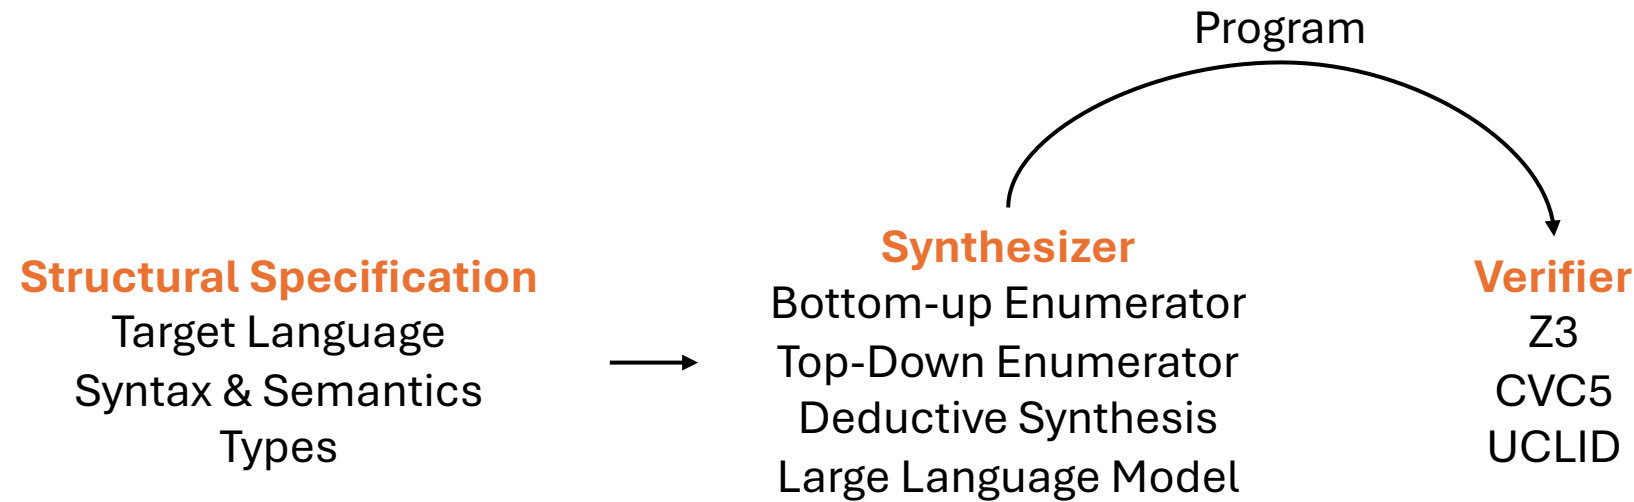 Program
Structural Specification
Target Language
Syntax & Semantics
Types
Synthesizer
Bottom-up Enumerator
Top-Down Enumerator
Deductive Synthesis
Large Language Model
Verifier
Z3
CVC5
UCLID